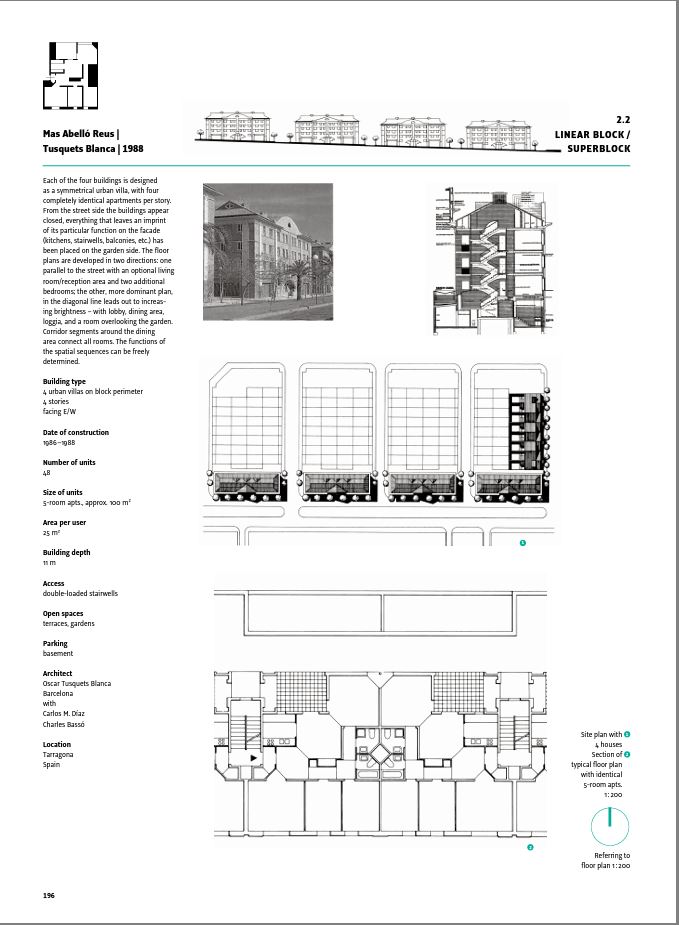 Mas Abelló Reus |
Tusquets Blanca | 1988
2.2
LINEAR BLOCK /
SUPERBLOCK
Each of the four buildings is designed
as a symmetrical urban villa, with four
completely identical apartments per story.
From the street side the buildings appear
closed, everything that leaves an imprint
of its particular function on the facade
(kitchens, stairwells, balconies, etc.) has
been placed on the garden side. The floor
plans are developed in two directions: one
parallel to the street with an optional living
room/reception area and two additional
bedrooms; the other, more dominant plan,
in the diagonal line leads out to increas-
ing brightness – with lobby, dining area,
loggia, and a room overlooking the garden.
Corridor segments around the dining
area connect all rooms. The functions of
the spatial sequences can be freely
determined.
Building type
4 urban villas on block perimeter
4 stories
facing E/W
Date of construction
1986–1988
Number of units
48
Size of units
5-room apts., approx. 100 m²
Area per user
25 m²
Building depth
11 m
Access
double-loaded stairwells
Open spaces
terraces, gardens
Parking
basement
Architect
Oscar Tusquets Blanca
Barcelona
with
Carlos M. Díaz
Charles Bassó
Location
Tarragona
Spain
1
2
Site plan with 1
4 houses
Section of 2
typical floor plan
with identical
5-room apts.
1:200
Referring to
floor plan 1:200
196